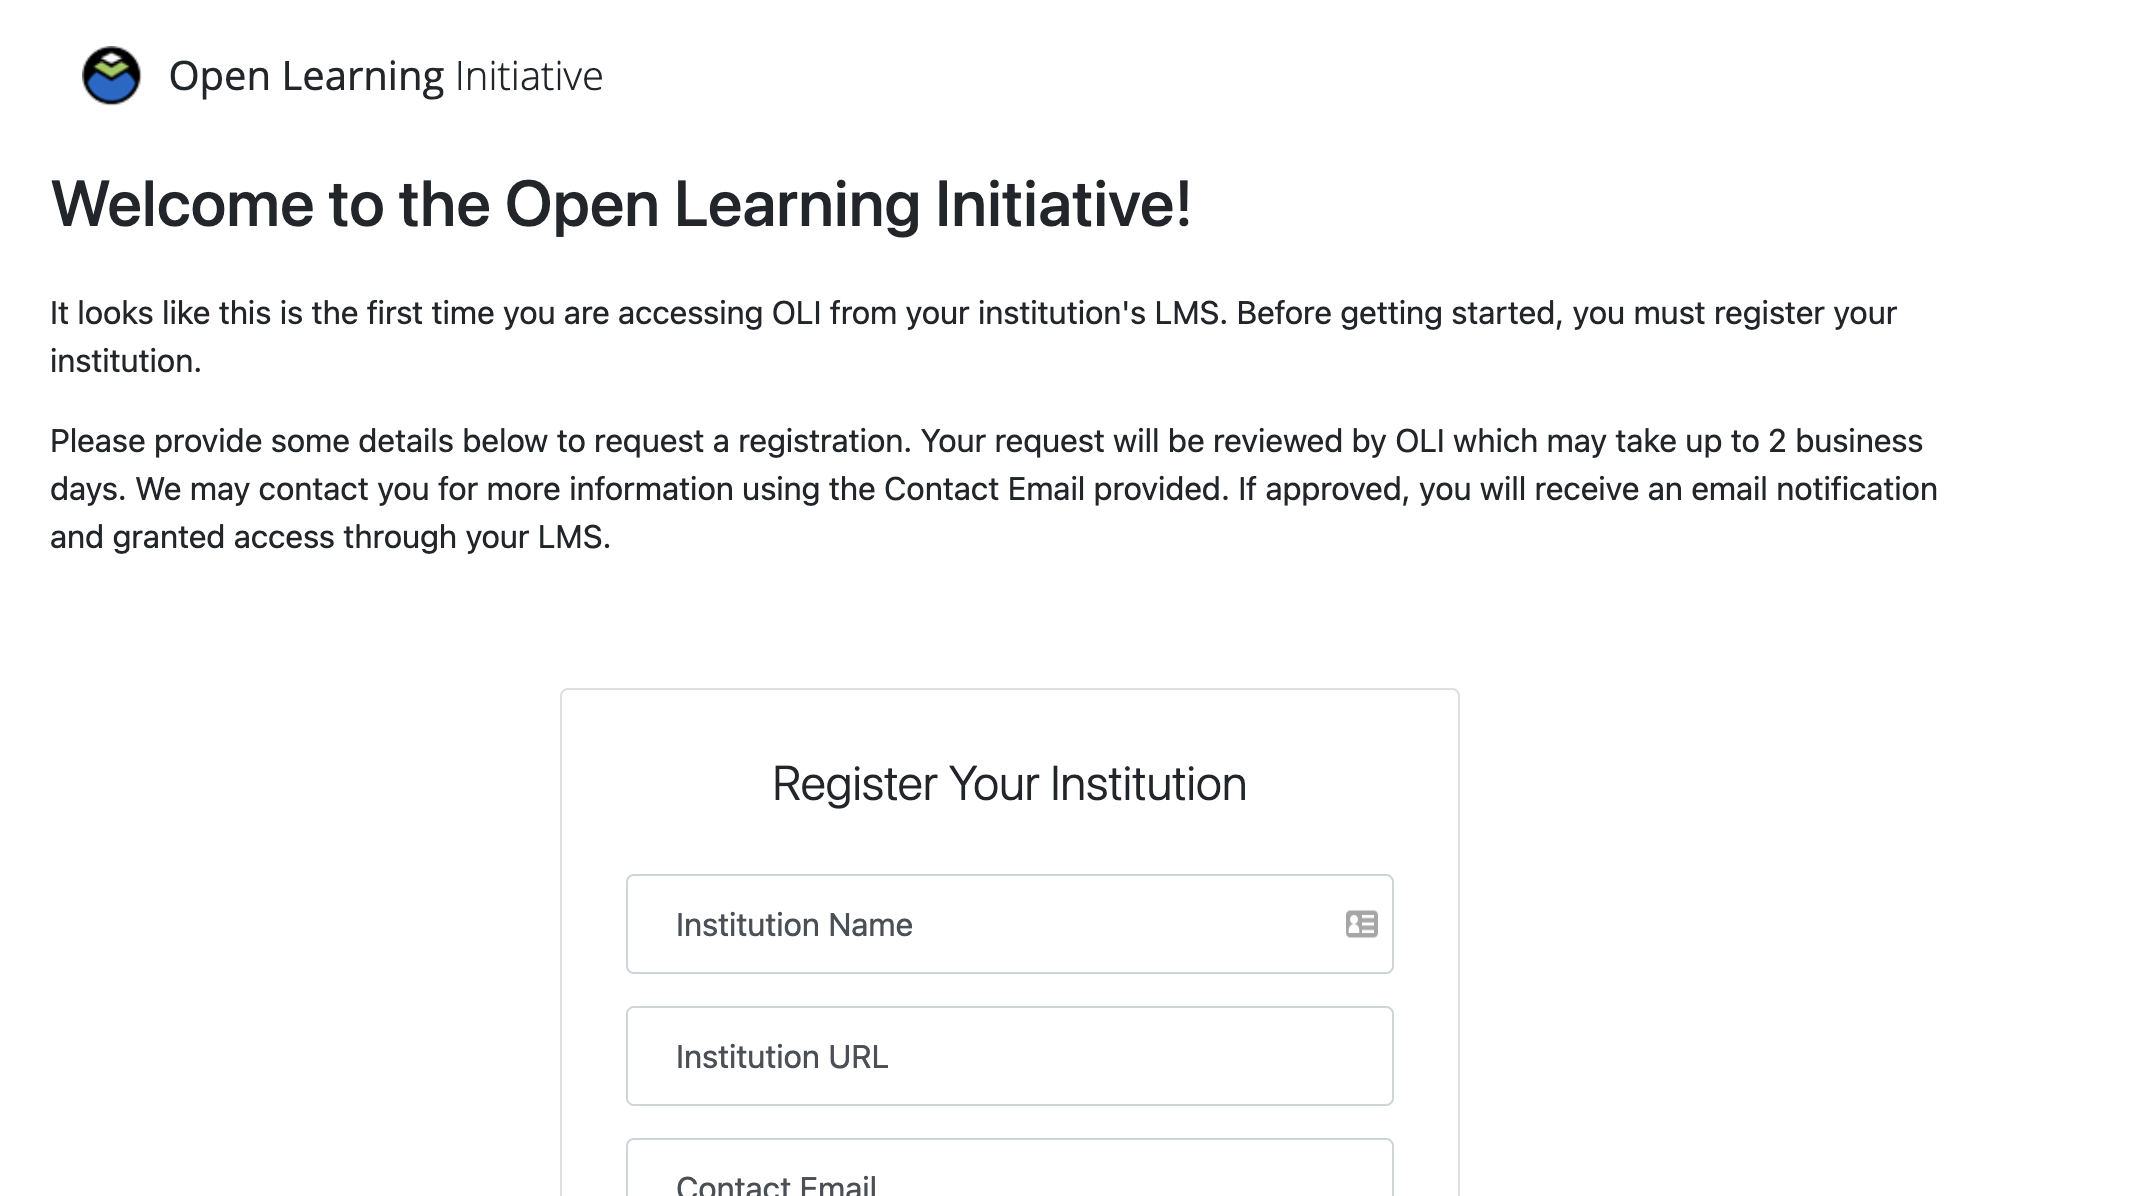 Open Learning Initiative
Welcome to the Open Learning Initiative!
It looks like this is the first time you are accessing OLI from your institution's LMS. Before getting started, you must register your
institution.
Please provide some details below to request a registration. Your request will be reviewed by OLI which may take up to 2 business
days. We may contact you for more information using the Contact Email provided. If approved, you will receive an email notification
and granted access through your LMS.
Register Your Institution
Institution Name
Institution URL
Contact Email